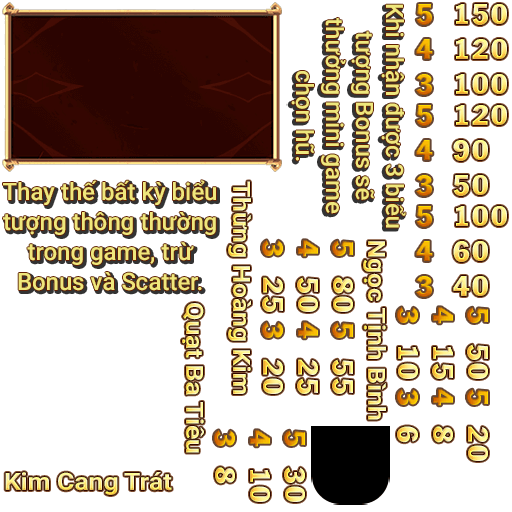 Khi nhận được 3 biểu
tượng Bonus sẽ
thưởng mini game
chọn hũ.
5 150
4 120
3 100
5 120
4 90
3 50
5 100
4 60
3 40
Thay thế bất kỳ biểu
tượng thông thường
trong game, trừ
Bonus và Scatter.
Thừng Hoàng Kim
5 80
4 50
3 25
5 55
4 25
3 20
Ngọc Tịnh Bình
5 50
4 15
3 10
5 20
4 8
3 6
Quạt Ba Tiêu
5 30
4 10
3 8
Kim Cang Trát